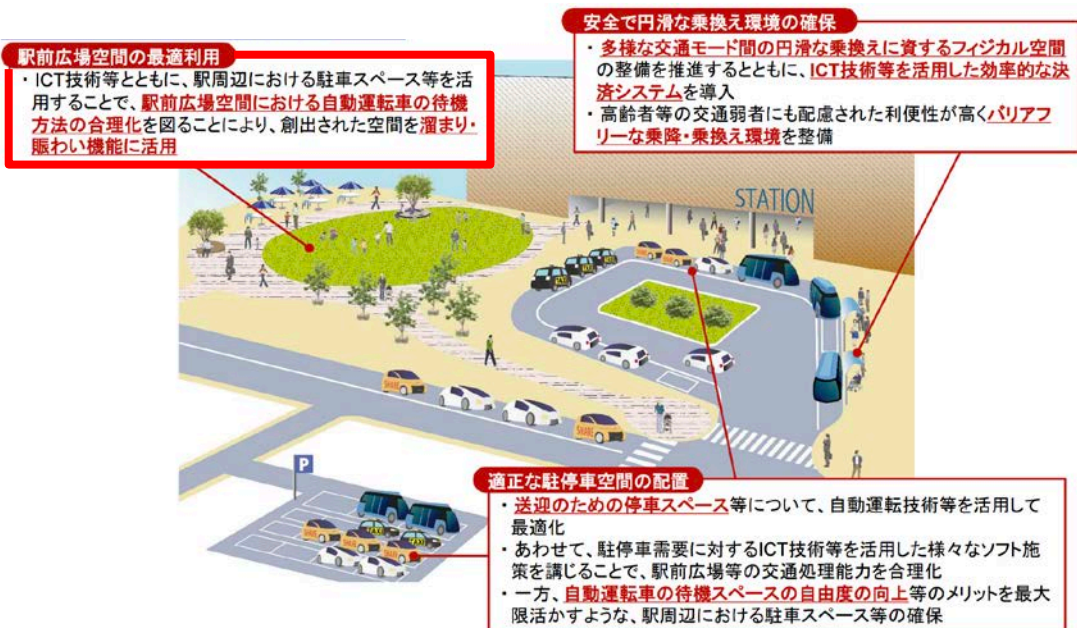 駅前広場空間の最適利用
・ICT技術等とともに、駅周辺における駐車スペース等を活
用することで、駅前広場空間における自動運転車の待機
方法の合理化を図ることにより、創出された空間を溜まり・
賑わい機能に活用
安全で円滑な乗換え環境の確保
・多様な交通モード間の円滑な乗換えに資するフィジカル空間
の整備を推進するとともに、ICT技術等を活用した効率的な決
済システムを導入
・高齢者等の交通弱者にも配慮された利便性が高くバリアフ
リーな乗降・乗換え環境を整備
STATION
TAXI
TAXI
TAXI
SHARE
SHARE
P
SHARE
TAXI
SHARE
SHARE
TAXI
SHARE
適正な駐停車空間の配置
・送迎のための停車スペース等について、自動運転技術等を活用して
最適化
・あわせて、駐停車需要に対するICT技術等を活用した様々なソフト施
策を講じることで、駅前広場等の交通処理能力を合理化
・一方、自動運転車の待機スペースの自由度の向上等のメリットを最大
限活かすような、駅周辺における駐車スペース等の確保